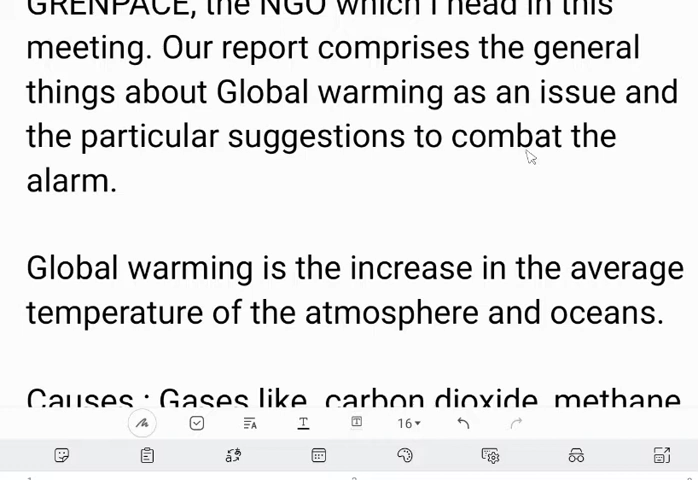 GRENPACE, the NGO which I head in this
meeting. Our report comprises the general
things about Global warming as an issue and
the particular suggestions to combat the
alarm.
Global warming is the increase in the average
temperature of the atmosphere and oceans.
Causes : Gases like carbon dioxide, methane
16